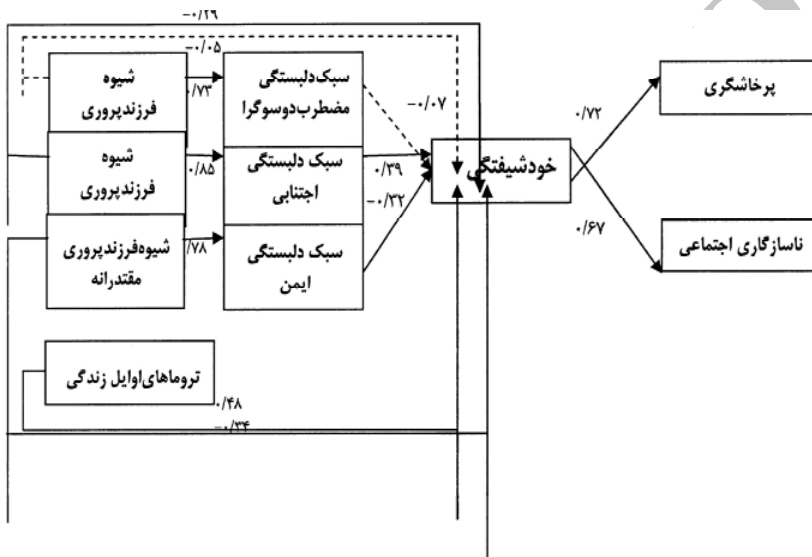 -۰/۲۹
-۰/۰۵
شیوه
فرزندپروری
۰/۷۳
سبک دلبستگی
مضطرب دوسوگرا
-۰/۰۷
پرخاشگری
۰/۷۲
شیوه
فرزندپروری
۰/۸۵
سبک دلبستگی
اجتنابی
۰/۳۹
خودشیفتگی
-۰/۳۲
شیوه فرزندپروری
مقتدرانه
/۷۸
سبک دلبستگی
ایمن
۰/۶۷
ناسازگاری اجتماعی
تروماهای اوایل زندگی
۰/۴۸
-۰/۳۴